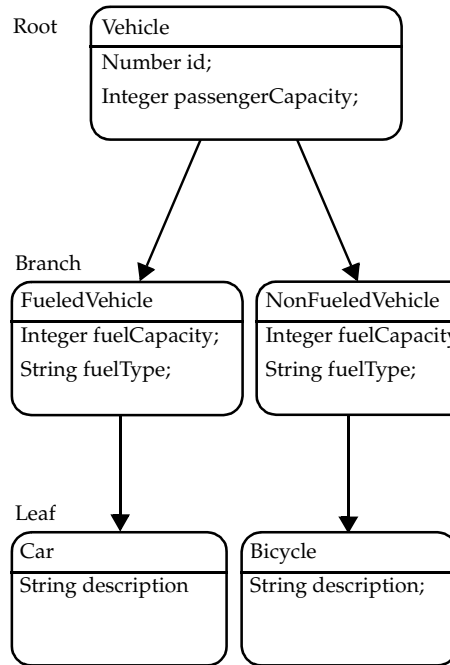 Root
Vehicle
Number id;
Integer passengerCapacity;
Branch
FueledVehicle
Integer fuelCapacity;
String fuelType;
NonFueledVehicle
Integer fuelCapacity
String fuelType;
Leaf
Car
String description
Bicycle
String description;